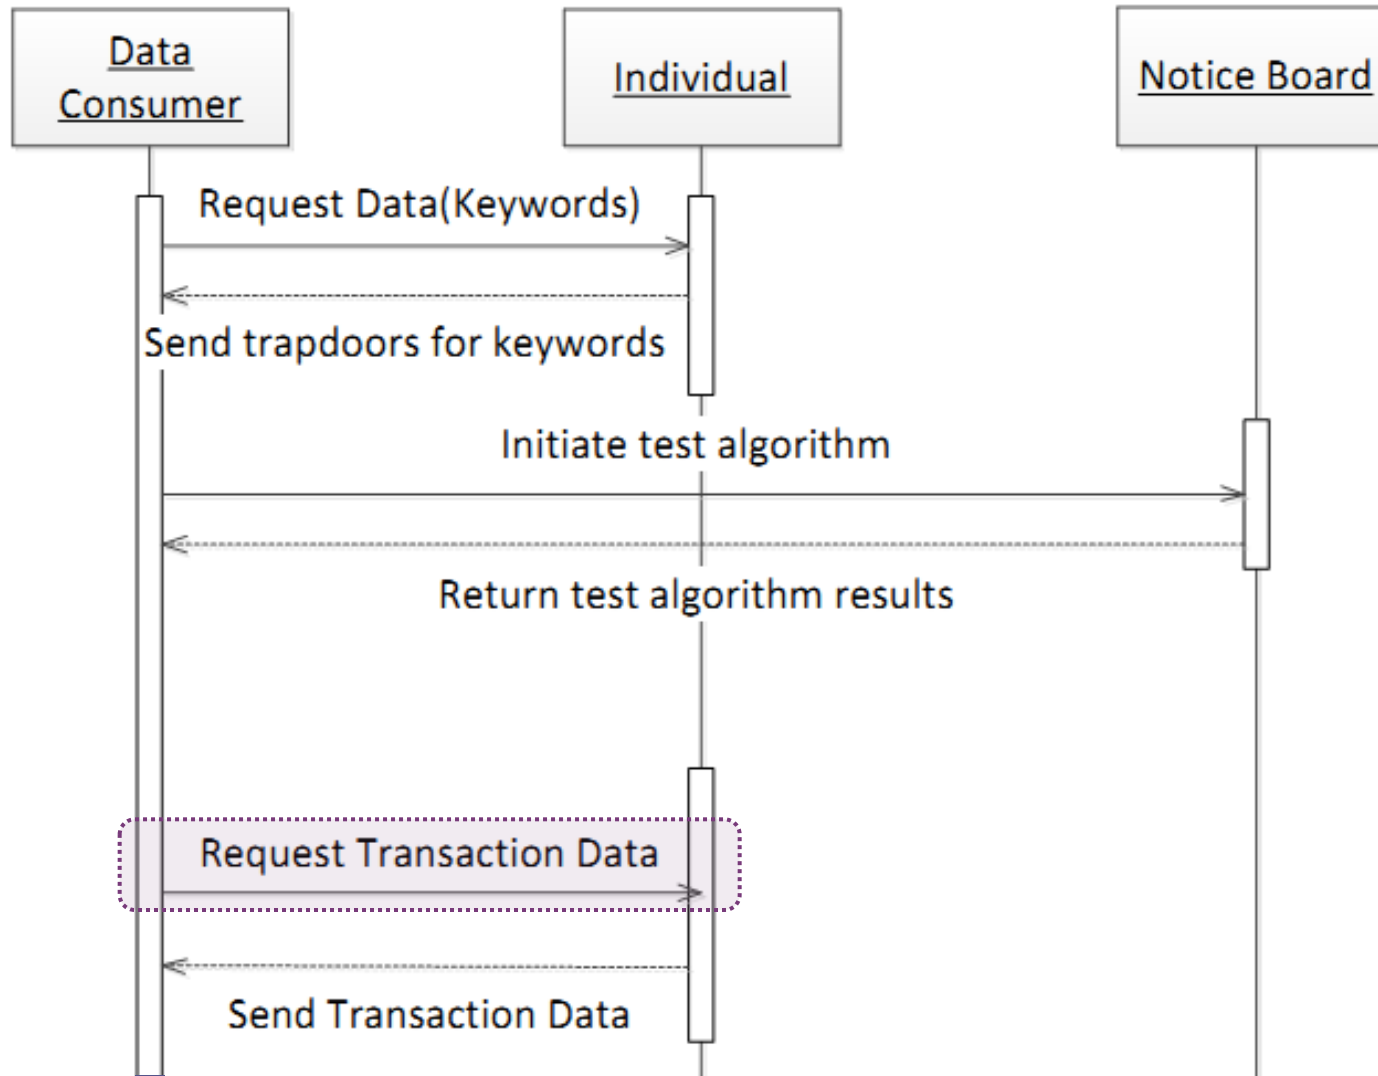 Data
Consumer
Individual
Notice Board
Request Data(Keywords)
Send trapdoors for keywords
Initiate test algorithm
Return test algorithm results
Request Transaction Data
Send Transaction Data